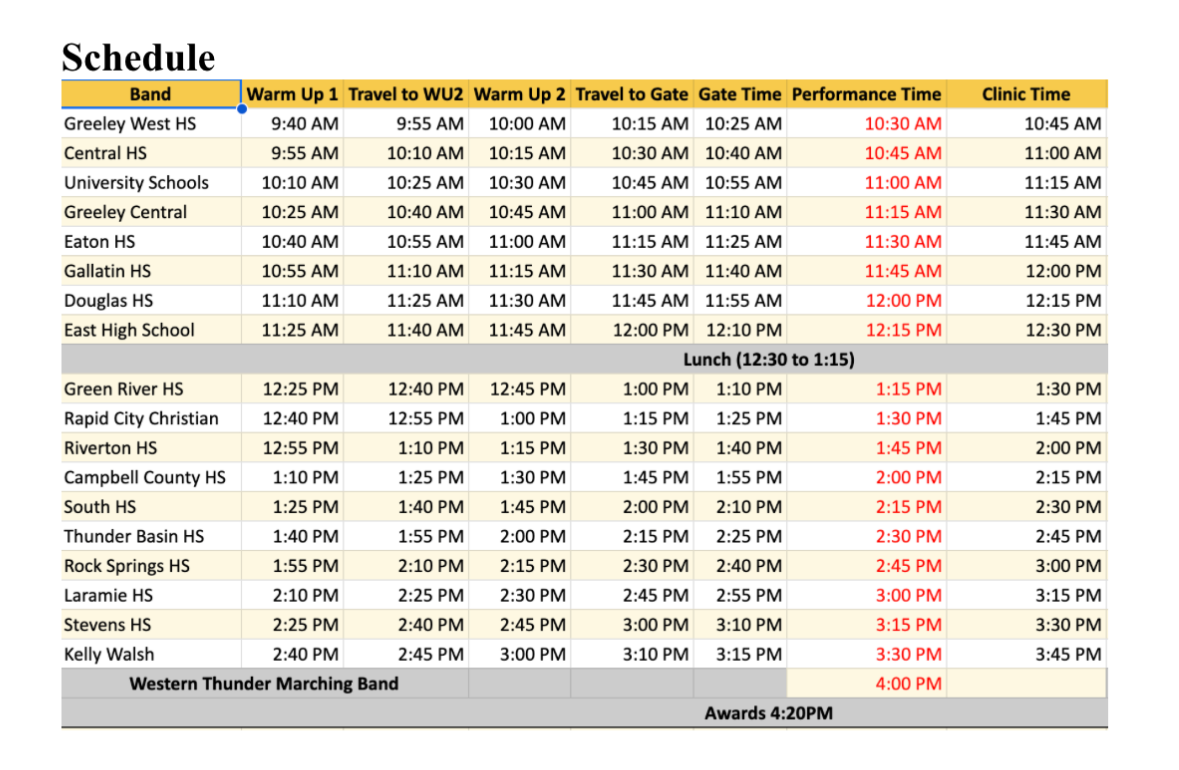 Schedule
Band Warm Up 1 Travel to WU2 Warm Up 2 Travel to Gate Gate Time Performance Time Clinic Time
Greeley West HS 9:40 AM 9:55 AM 10:00 AM 10:15 AM 10:25 AM 10:30 AM 10:45 AM
Central HS 9:55 AM 10:10 AM 10:15 AM 10:30 AM 10:40 AM 10:45 AM 11:00 AM
University Schools 10:10 AM 10:25 AM 10:30 AM 10:45 AM 10:55 AM 11:00 AM 11:15 AM
Greeley Central 10:25 AM 10:40 AM 10:45 AM 11:00 AM 11:10 AM 11:15 AM 11:30 AM
Eaton HS 10:40 AM 10:55 AM 11:00 AM 11:15 AM 11:25 AM 11:30 AM 11:45 AM
Gallatin HS 10:55 AM 11:10 AM 11:15 AM 11:30 AM 11:40 AM 11:45 AM 12:00 PM
Douglas HS 11:10 AM 11:25 AM 11:30 AM 11:45 AM 11:55 AM 12:00 PM 12:15 PM
East High School 11:25 AM 11:40 AM 11:45 AM 12:00 PM 12:10 PM 12:15 PM 12:30 PM
Lunch (12:30 to 1:15)
Green River HS 12:25 PM 12:40 PM 12:45 PM 1:00 PM 1:10 PM 1:15 PM 1:30 PM
Rapid City Christian 12:40 PM 12:55 PM 1:00 PM 1:15 PM 1:25 PM 1:30 PM 1:45 PM
Riverton HS 12:55 PM 1:10 PM 1:15 PM 1:30 PM 1:40 PM 1:45 PM 2:00 PM
Campbell County HS 1:10 PM 1:25 PM 1:30 PM 1:45 PM 1:55 PM 2:00 PM 2:15 PM
South HS 1:25 PM 1:40 PM 1:45 PM 2:00 PM 2:10 PM 2:15 PM 2:30 PM
Thunder Basin HS 1:40 PM 1:55 PM 2:00 PM 2:15 PM 2:25 PM 2:30 PM 2:45 PM
Rock Springs HS 1:55 PM 2:10 PM 2:15 PM 2:30 PM 2:40 PM 2:45 PM 3:00 PM
Laramie HS 2:10 PM 2:25 PM 2:30 PM 2:45 PM 2:55 PM 3:00 PM 3:15 PM
Stevens HS 2:25 PM 2:40 PM 2:45 PM 3:00 PM 3:10 PM 3:15 PM 3:30 PM
Kelly Walsh 2:40 PM 2:45 PM 3:00 PM 3:10 PM 3:15 PM 3:30 PM 3:45 PM
Western Thunder Marching Band 4:00 PM
Awards 4:20PM